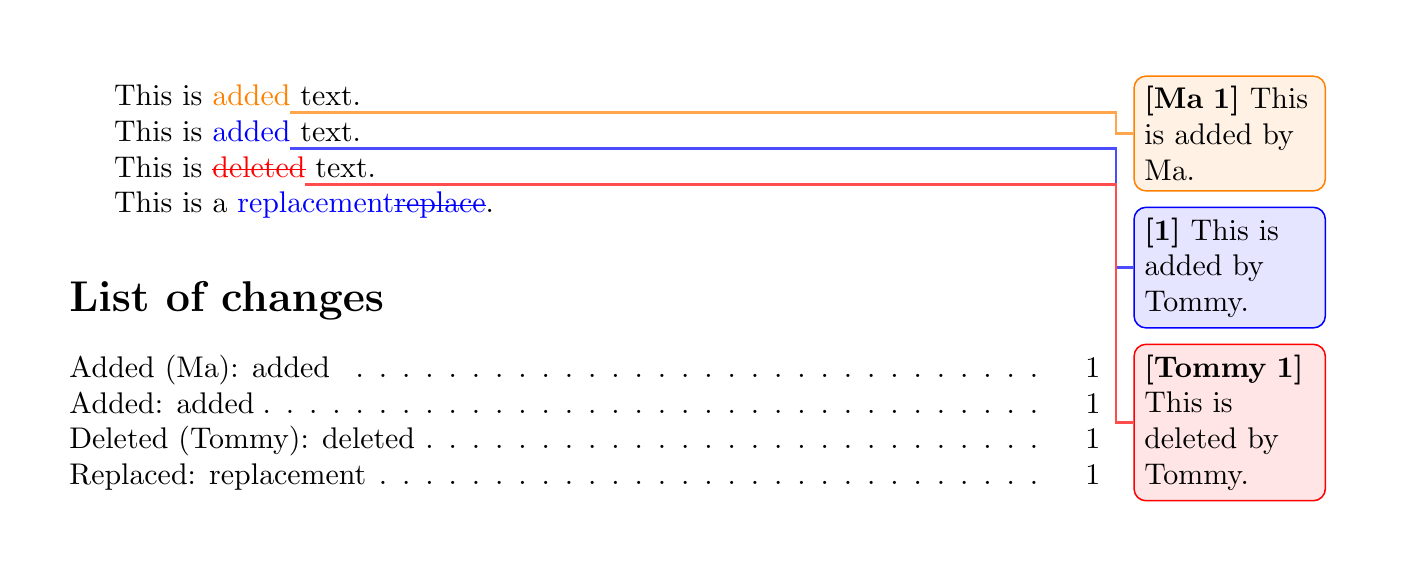 This is added text.
This is added text.
This is deleted text.
This is a replacementreplace.
List of changes
Added (Ma): added . . . . . . . . . . . . . . . . . . . . . . . . . . . . . . 1
Added: added . . . . . . . . . . . . . . . . . . . . . . . . . . . . . . . . . . 1
Deleted (Tommy): deleted . . . . . . . . . . . . . . . . . . . . . . . . . . . 1
Replaced: replacement . . . . . . . . . . . . . . . . . . . . . . . . . . . . . 1
[Ma 1] This
is added by
Ma.
[1] This is
added by
Tommy.
[Tommy 1]
This is
deleted by
Tommy.